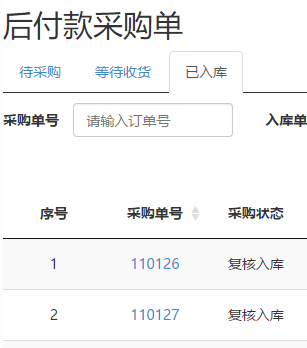 后付款采购单
待采购 等待收货 已入库
采购单号 请输入订单号 入库单
序号 采购单号 采购状态
1 110126 复核入库
2 110127 复核入库